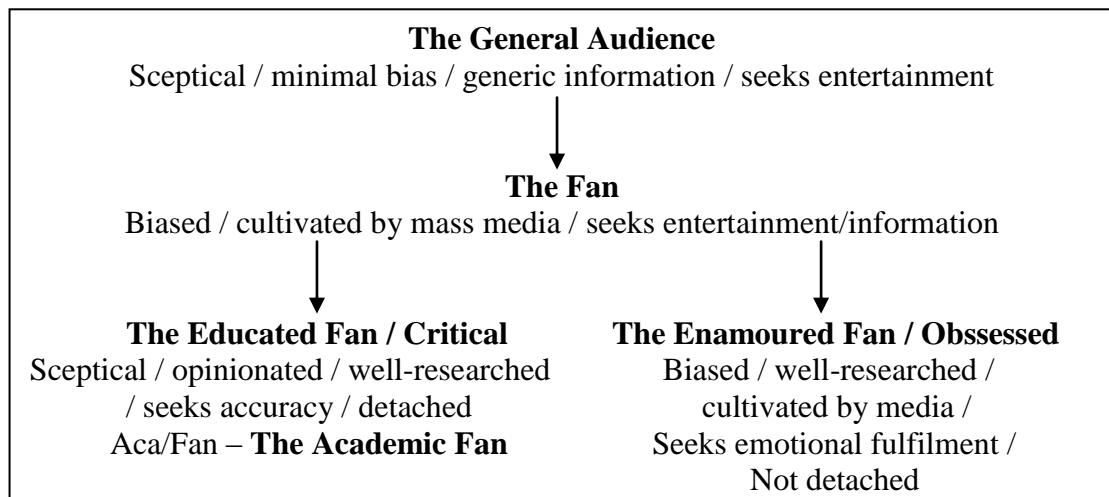 The General Audience
Sceptical / minimal bias / generic information / seeks entertainment
The Fan
Biased / cultivated by mass media / seeks entertainment/information
The Educated Fan / Critical
Sceptical / opinionated / well-researched
/ seeks accuracy / detached
Aca/Fan – The Academic Fan
The Enamoured Fan / Obssessed
Biased / well-researched /
cultivated by media /
Seeks emotional fulfilment /
Not detached